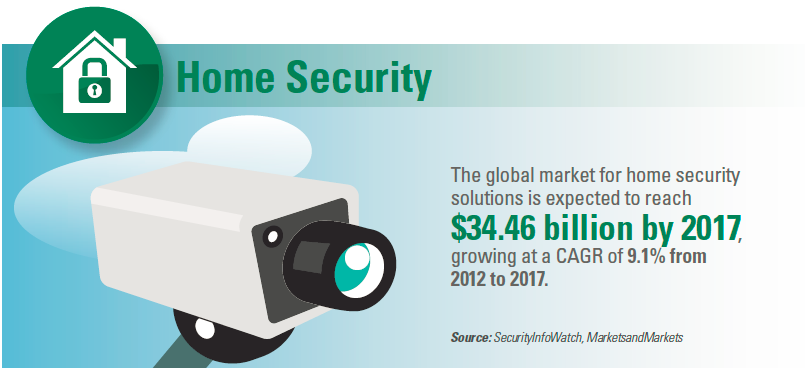 Home Security
The global market for home security
solutions is expected to reach
$34.46 billion by 2017,
growing at a CAGR of 9.1% from
2012 to 2017.
Source: SecurityInfoWatch, MarketsandMarkets